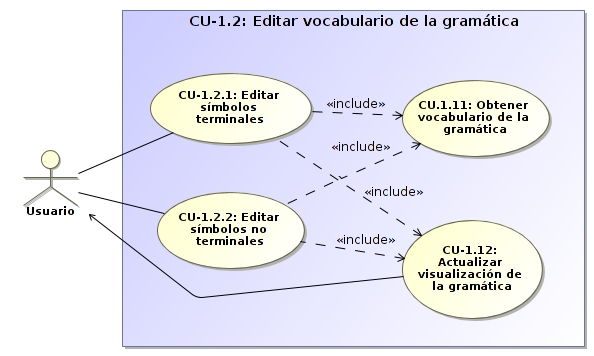 CU-1.2: Editar vocabulario de la gramática
CU-1.2.1: Editar
símbolos
terminales
«include»
CU.1.11: Obtener
vocabulario de la
gramática
«include»
«include»
Usuario
CU-1.2.2: Editar
símbolos no
terminales
«include»
CU-1.12:
Actualizar
visualización de
la gramática